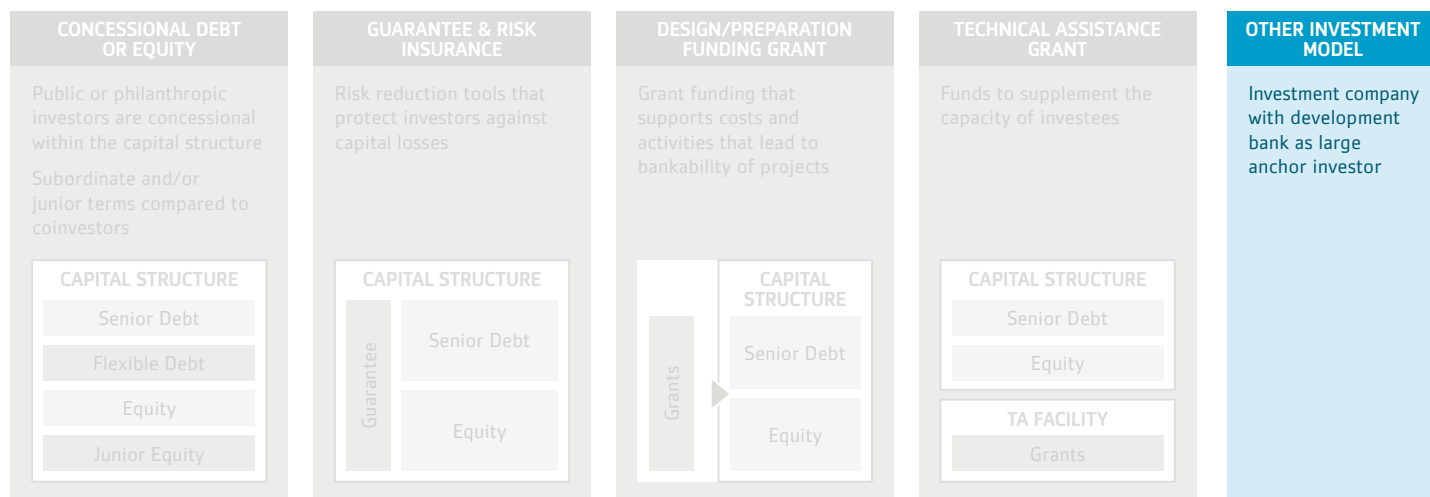 CONCESSIONAL DEBT
OR EQUITY
Public or philanthropic
investors are concessional
within the capital structure
Subordinate and/or
junior terms compared to
coinvestors
CAPITAL STRUCTURE
Senior Debt
Flexible Debt
Equity
Junior Equity
GUARANTEE & RISK
INSURANCE
Risk reduction tools that
protect investors against
capital losses
CAPITAL STRUCTURE
Guarantee
Senior Debt
Equity
DESIGN/PREPARATION
FUNDING GRANT
Grant funding that
supports costs and
activities that lead to
bankability of projects
Grants
CAPITAL
STRUCTURE
Senior Debt
Equity
TECHNICAL ASSISTANCE
GRANT
Funds to supplement the
capacity of investees
CAPITAL STRUCTURE
Senior Debt
Equity
TA FACILITY
Grants
OTHER INVESTMENT
MODEL
Investment company
with development
bank as large
anchor investor